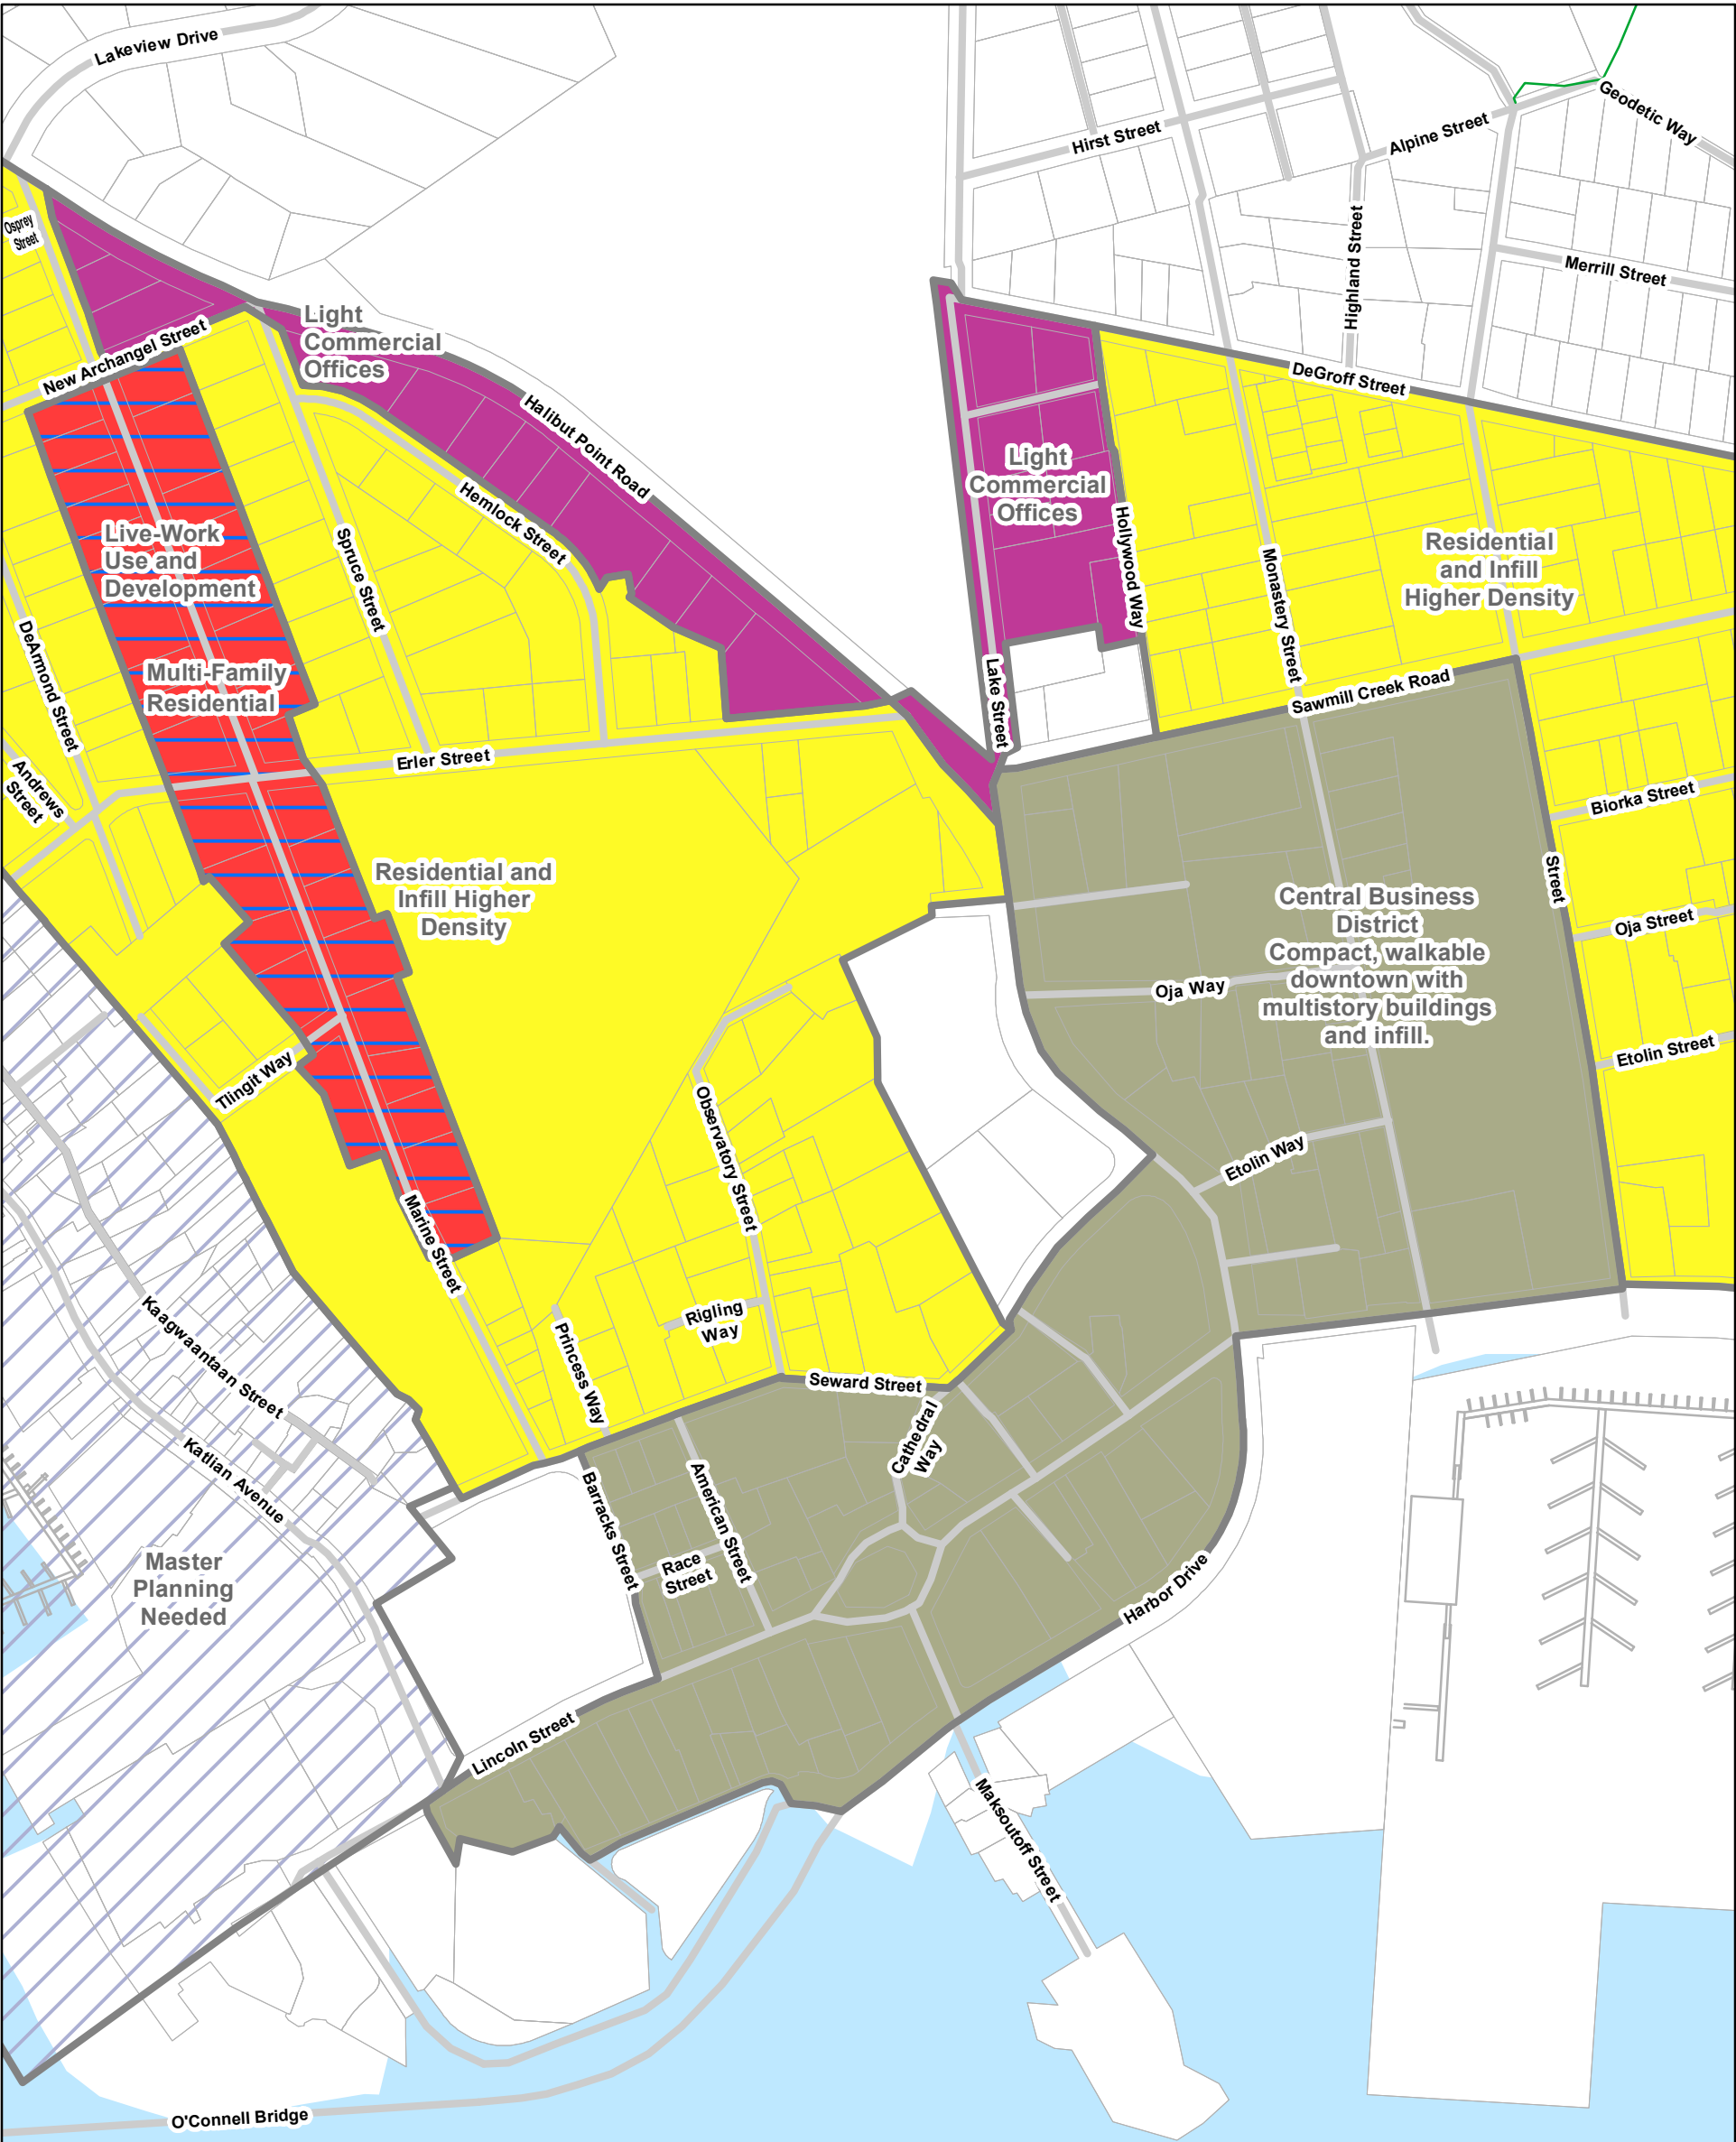 Lakeview Drive
Hirst Street
Alpine Street
Geodetic Way
Highland Street
Merrill Street
Osprey
Street
New Archangel Street
Light
Commercial
Offices
Halibut Point Road
DeGroff Street
Light
Commercial
Offices
Hollywood Way
Hemlock Street
Spruce Street
Live-Work
Use and
Development
Monastery Street
Residential
and Infill
Higher Density
DeArmond Street
Multi-Family
Residential
Lake Street
Sawmill Creek Road
Erler Street
Andrews
Street
Biorka Street
Residential and
Infill Higher
Density
Street
Central Business
District
Compact, walkable
downtown with
multistory buildings
and infill.
Oja Street
Oja Way
Etolin Street
Tlingit Way
Observatory Street
Etolin Way
Marine Street
Kaagwantaan Street
Rigling
Way
Princess Way
Seward Street
Cathedral
Way
Katlian Avenue
Barracks Street
American Street
Race
Street
Master
Planning
Needed
Harbor Drive
Lincoln Street
Maksoutoff Street
O'Connell Bridge